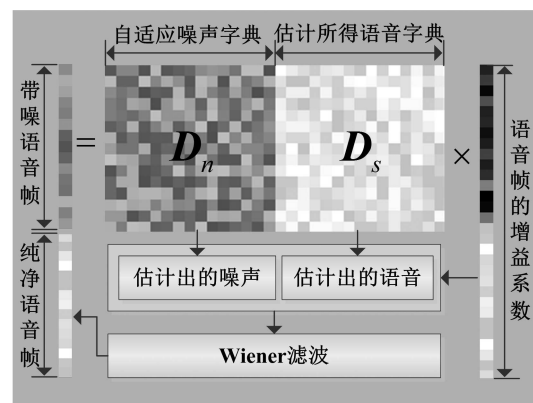 自适应噪声字典
估计所得语音字典
带噪语音帧
=
Dn
Ds
×
语音帧的增益系数
纯净语音帧
估计出的噪声
估计出的语音
Wiener滤波